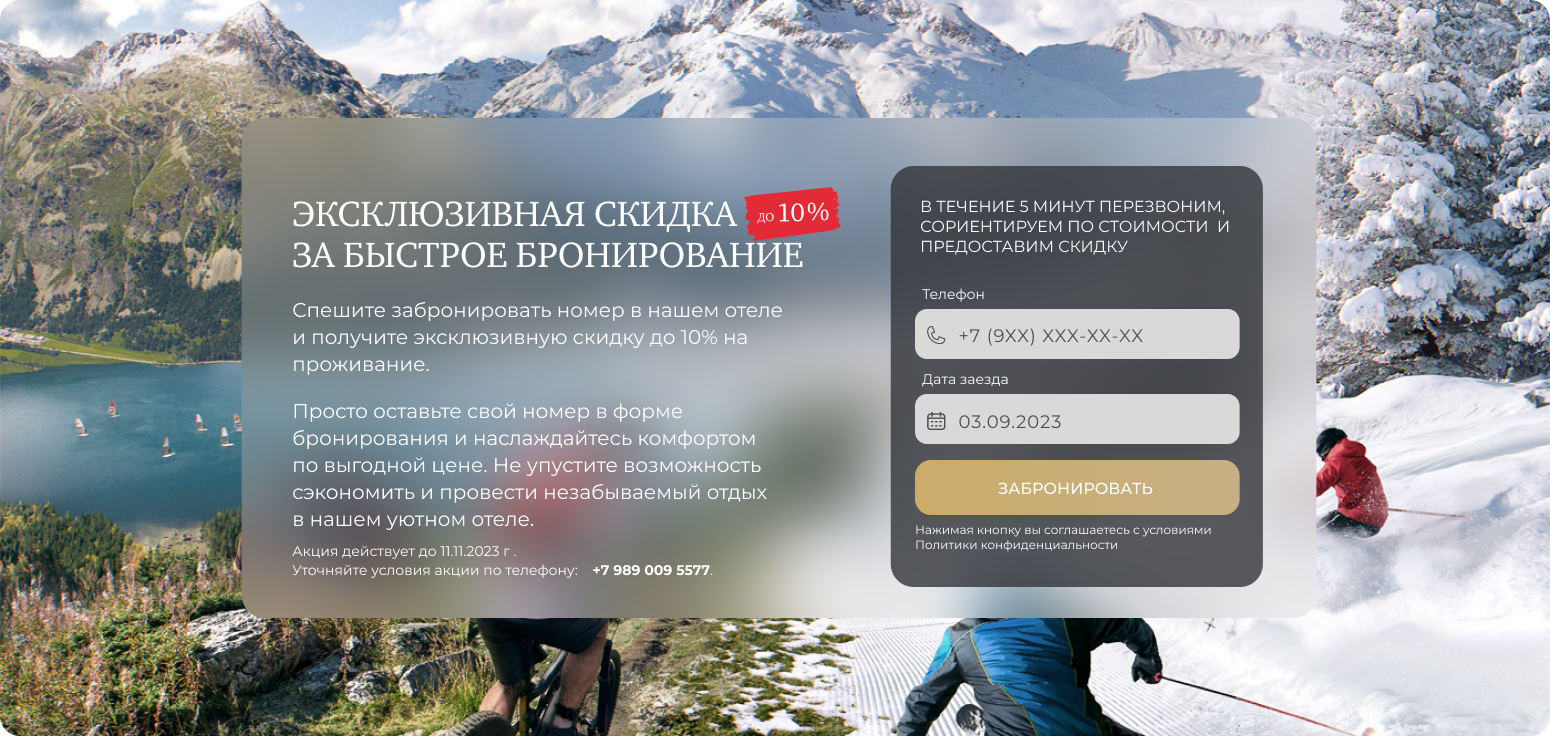 ЭКСКЛЮЗИВНАЯ СКИДКА до 10%
ЗА БЫСТРОЕ БРОНИРОВАНИЕ
Спешите забронировать номер в нашем отеле
и получите эксклюзивную скидку до 10% на
проживание.
Просто оставьте свой номер в форме
бронирования и наслаждайтесь комфортом
по выгодной цене. Не упустите возможность
сэкономить и провести незабываемый отдых
в нашем уютном отеле.
Акция действует до 11.11.2023 г .
Уточняйте условия акции по телефону: +7 989 009 5577.
В ТЕЧЕНИЕ 5 МИНУТ ПЕРЕЗВОНИМ,
СОРИЕНТИРУЕМ ПО СТОИМОСТИ И
ПРЕДОСТАВИМ СКИДКУ
Телефон
+7 (9XX) XXX-XX-XX
Дата заезда
03.09.2023
ЗАБРОНИРОВАТЬ
Нажимая кнопку вы соглашаетесь с условиями
Политики конфиденциальности